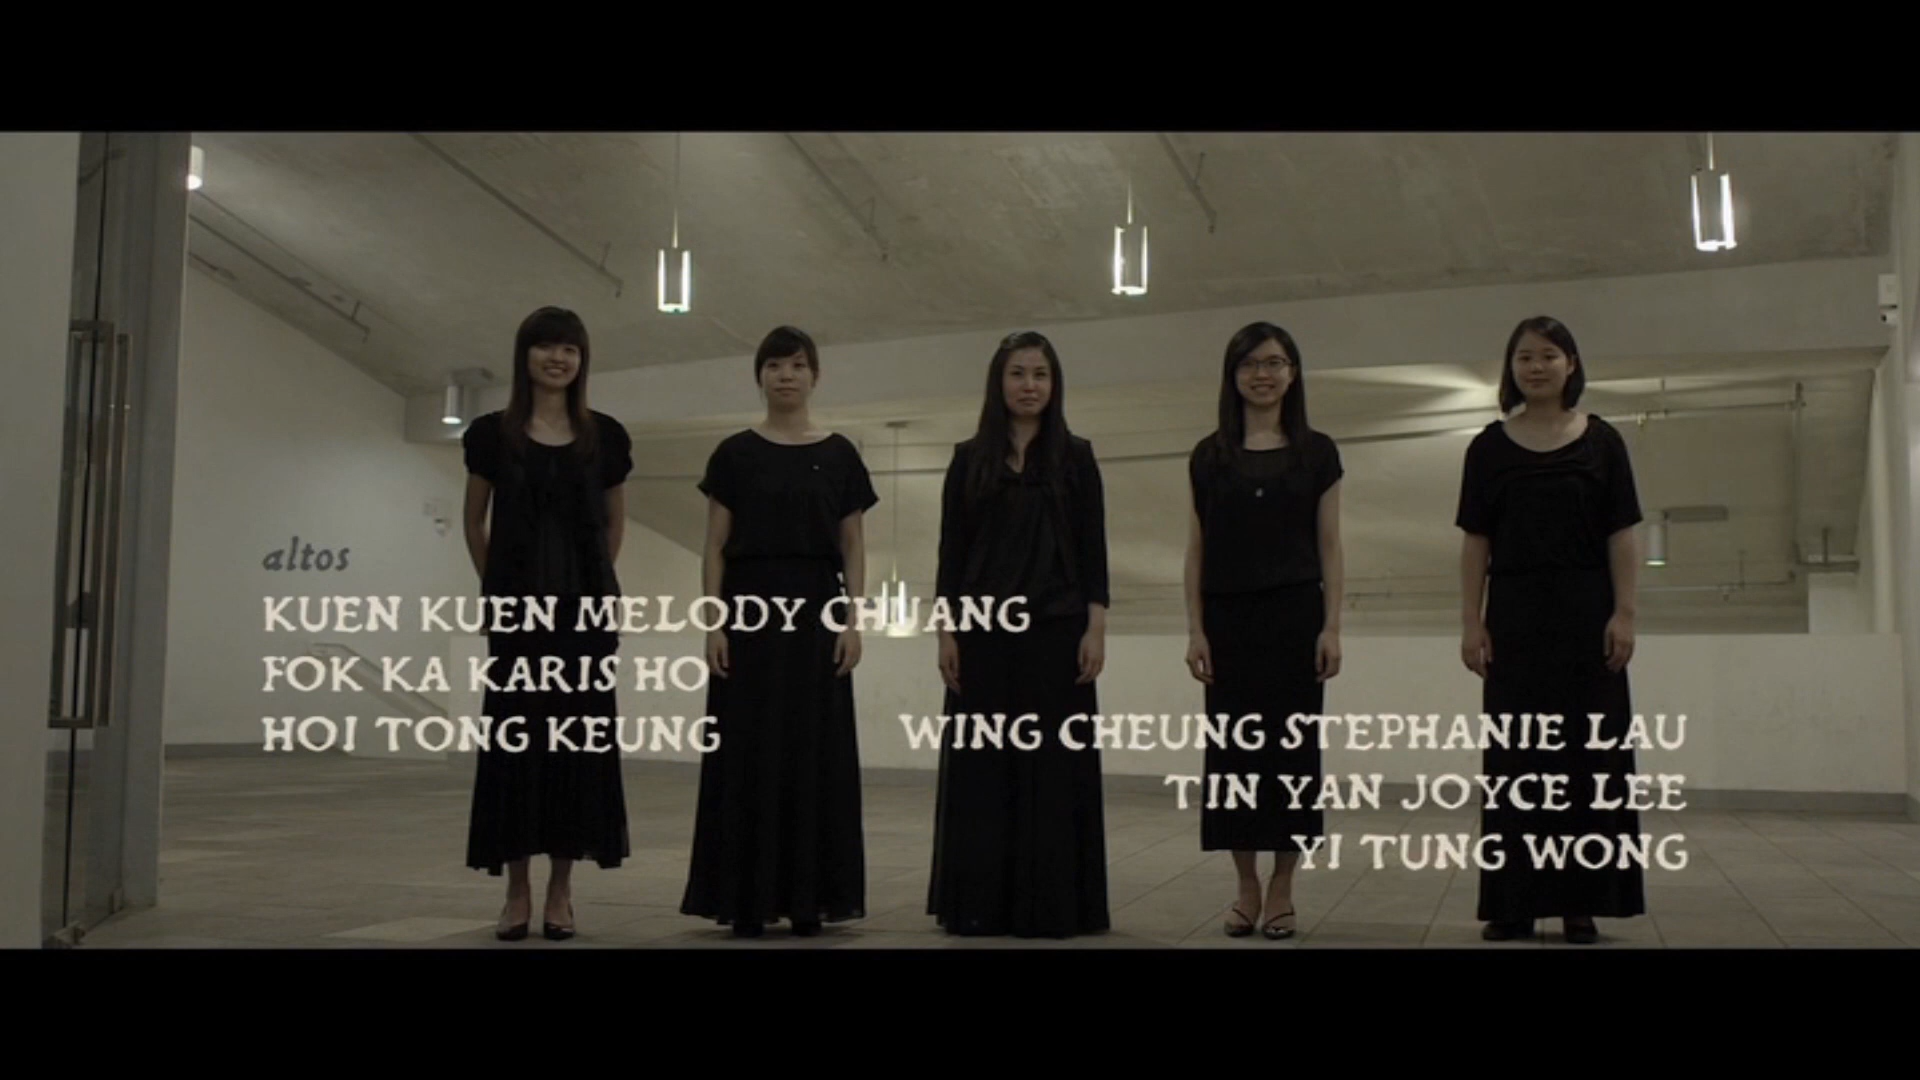 altos
KUEN KUEN MELODY CHUANG
FOK KA KARIS HO
HOI TONG KEUNG
WING CHEUNG STEPHANIE LAU
TIN YAN JOYCE LEE
YI TUNG WONG